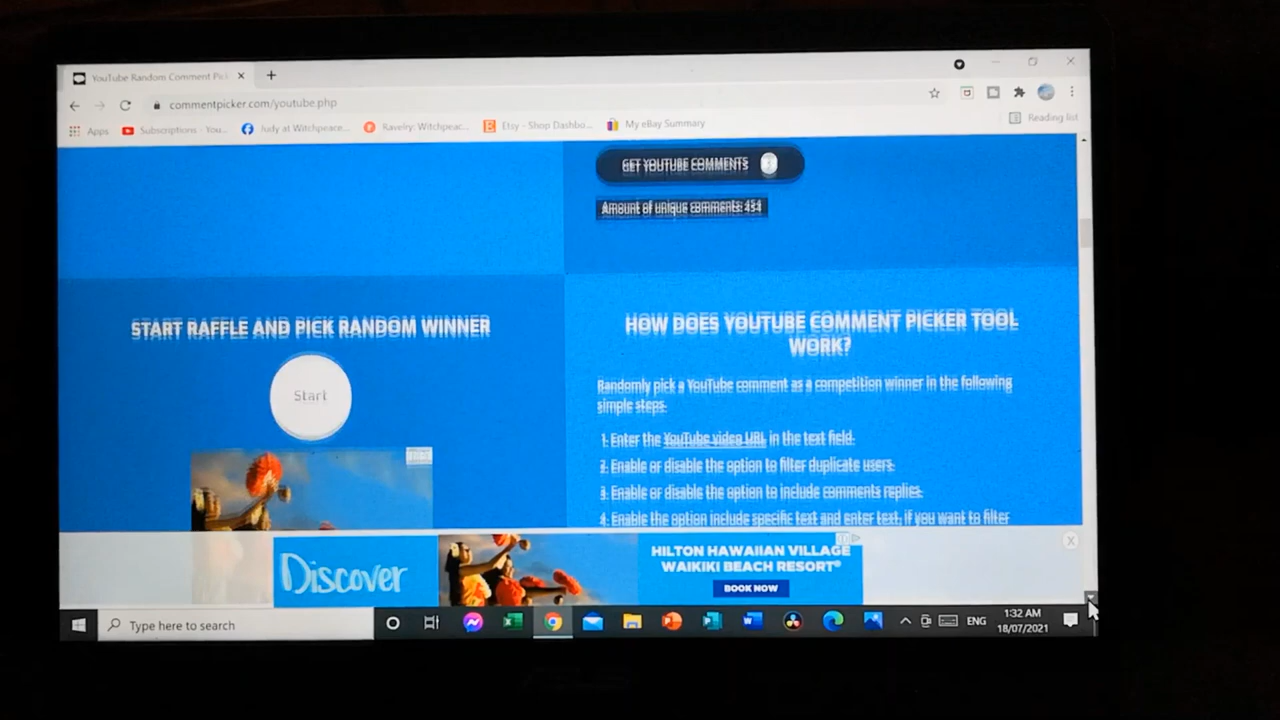 YouTube Random Comment Pic
commentpicker.com/youtube.php
Apps
Subscriptions - You...
Judy at Witchpeace...
Ravelry: Witchpeac...
Etsy - Shop Dashbo...
My eBay Summary
Reading list
GET YOUTUBE COMMENTS
Amount of unique comments: 454
START RAFFLE AND PICK RANDOM WINNER
Start
HOW DOES YOUTUBE COMMENT PICKER TOOL
WORK?
Randomly pick a YouTube comment as a competition winner in the following
simple steps:
1. Enter the YouTube video URL in the text field.
2. Enable or disable the option to filter duplicate users.
3. Enable or disable the option to include comments replies.
4. Enable the option include specific text and enter text, if you want to filter
Discover
HILTON HAWAIIAN VILLAGE
WAIKIKI BEACH RESORT®
BOOK NOW
Type here to search
ENG
1:32 AM
18/07/2021